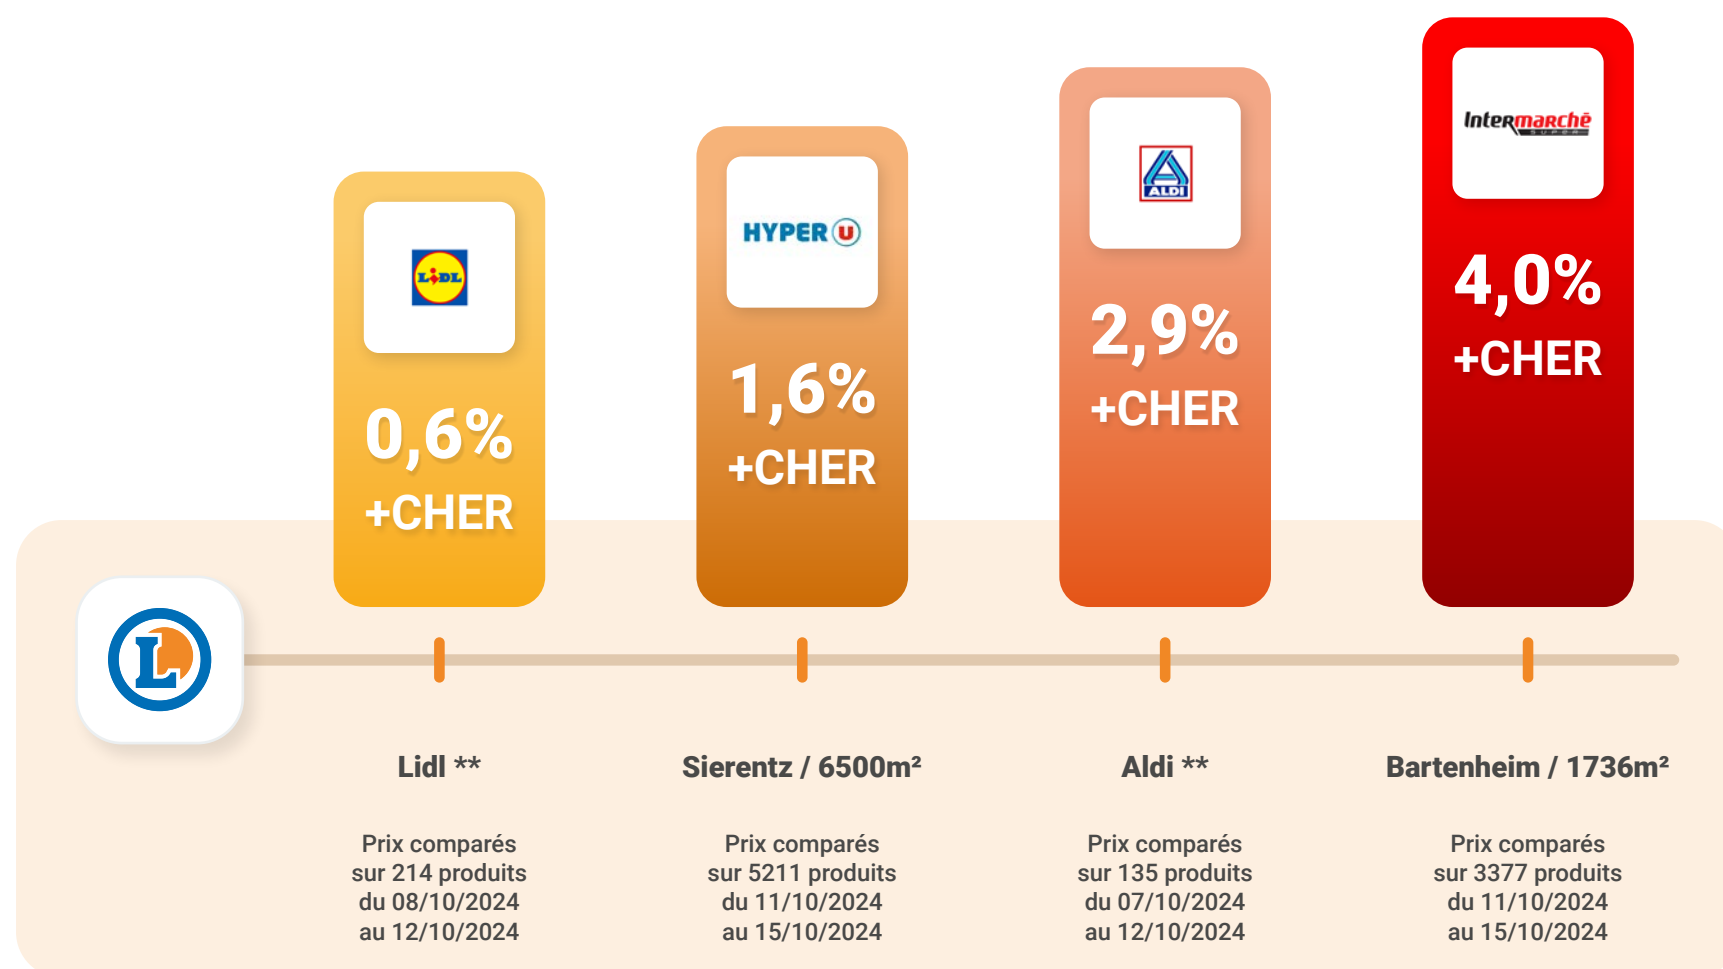 LIDL
0,6%
+CHER
HYPER U
1,6%
+CHER
ALDI
2,9%
+CHER
Intermarchē
SUPER
4,0%
+CHER
L
Lidl **
Prix comparés
sur 214 produits
du 08/10/2024
au 12/10/2024
Sierentz / 6500m²
Prix comparés
sur 5211 produits
du 11/10/2024
au 15/10/2024
Aldi **
Prix comparés
sur 135 produits
du 07/10/2024
au 12/10/2024
Bartenheim / 1736m²
Prix comparés
sur 3377 produits
du 11/10/2024
au 15/10/2024